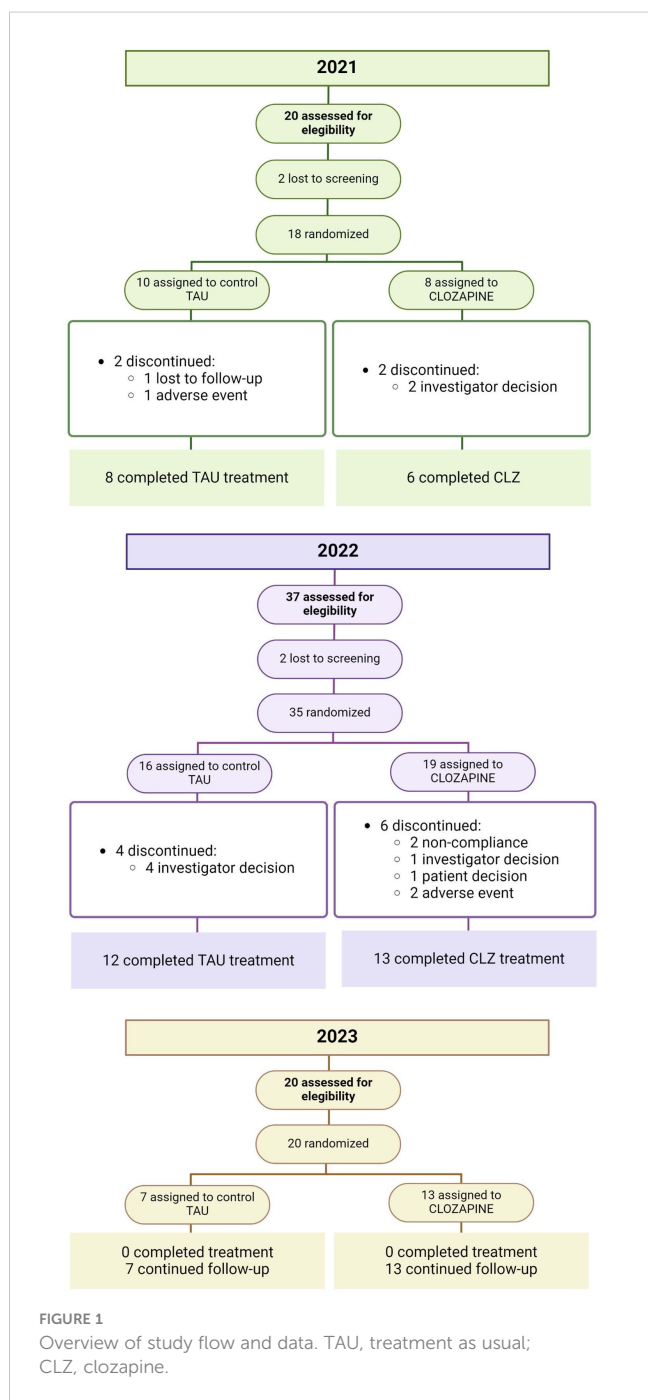 2021
20 assessed for
elegibility
2 lost to screening
18 randomized
10 assigned to control
TAU
8 assigned to
CLOZAPINE
• 2 discontinued:
○ 1 lost to follow-up
○ 1 adverse event
• 2 discontinued:
○ 2 investigator decision
8 completed TAU treatment
6 completed CLZ
2022
37 assessed for
elegibility
2 lost to screening
35 randomized
16 assigned to control
TAU
19 assigned to
CLOZAPINE
• 4 discontinued:
○ 4 investigator decision
• 6 discontinued:
○ 2 non-compliance
○ 1 investigator decision
○ 1 patient decision
○ 2 adverse event
12 completed TAU treatment
13 completed CLZ treatment
2023
20 assessed for
elegibility
20 randomized
7 assigned to control
TAU
13 assigned to
CLOZAPINE
0 completed treatment
7 continued follow-up
0 completed treatment
13 continued follow-up
FIGURE 1
Overview of study flow and data. TAU, treatment as usual;
CLZ, clozapine.